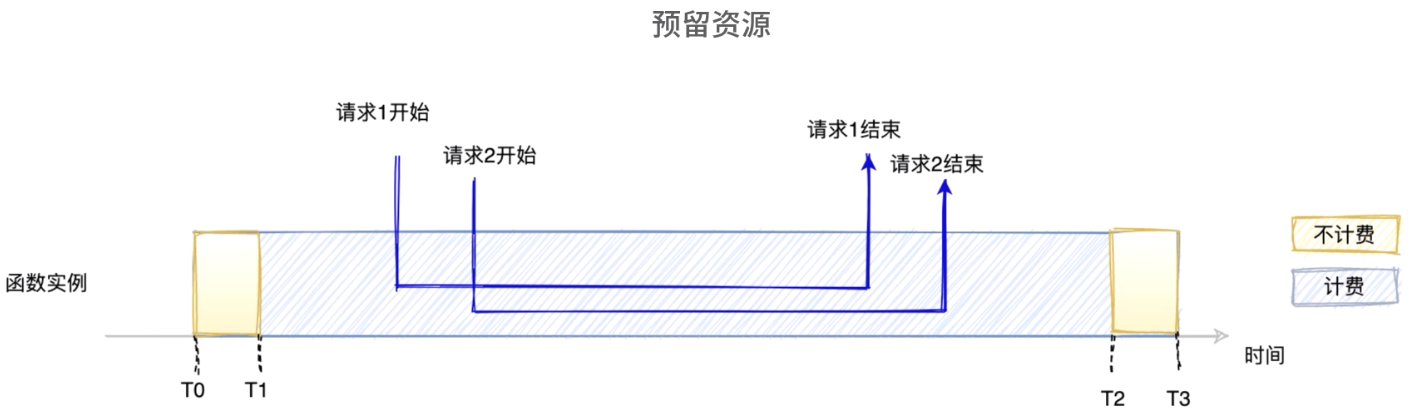 预留资源
请求1开始
请求1结束
请求2开始
请求2结束
不计费
函数实例
计费
时间
T0
T1
T2
T3